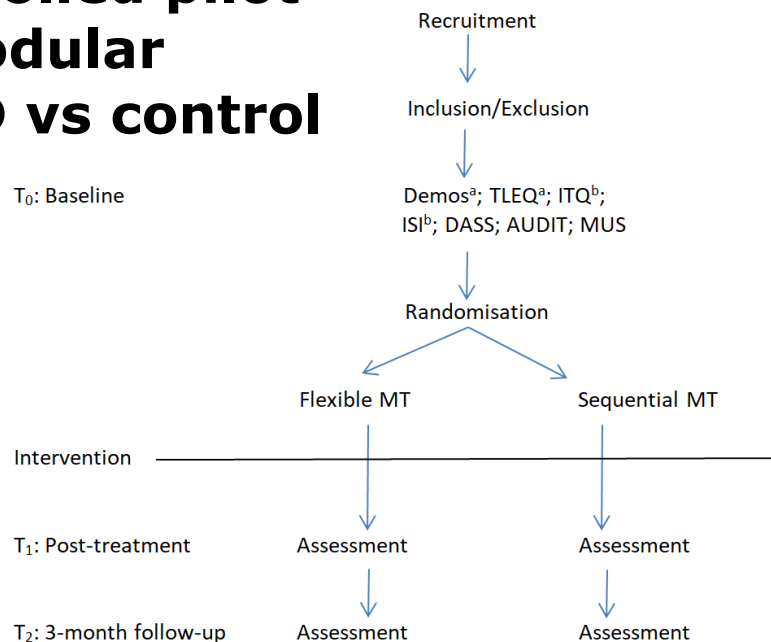 Recruitment
odular
vs control
Inclusion/Exclusion
T₀: Baseline
Demosᵃ; TLEQᵃ; ITQᵇ;
ISIᵇ; DASS; AUDIT; MUS
Randomisation
Flexible MT
Sequential MT
Intervention
T₁: Post-treatment
Assessment
Assessment
T₂: 3-month follow-up
Assessment
Assessment